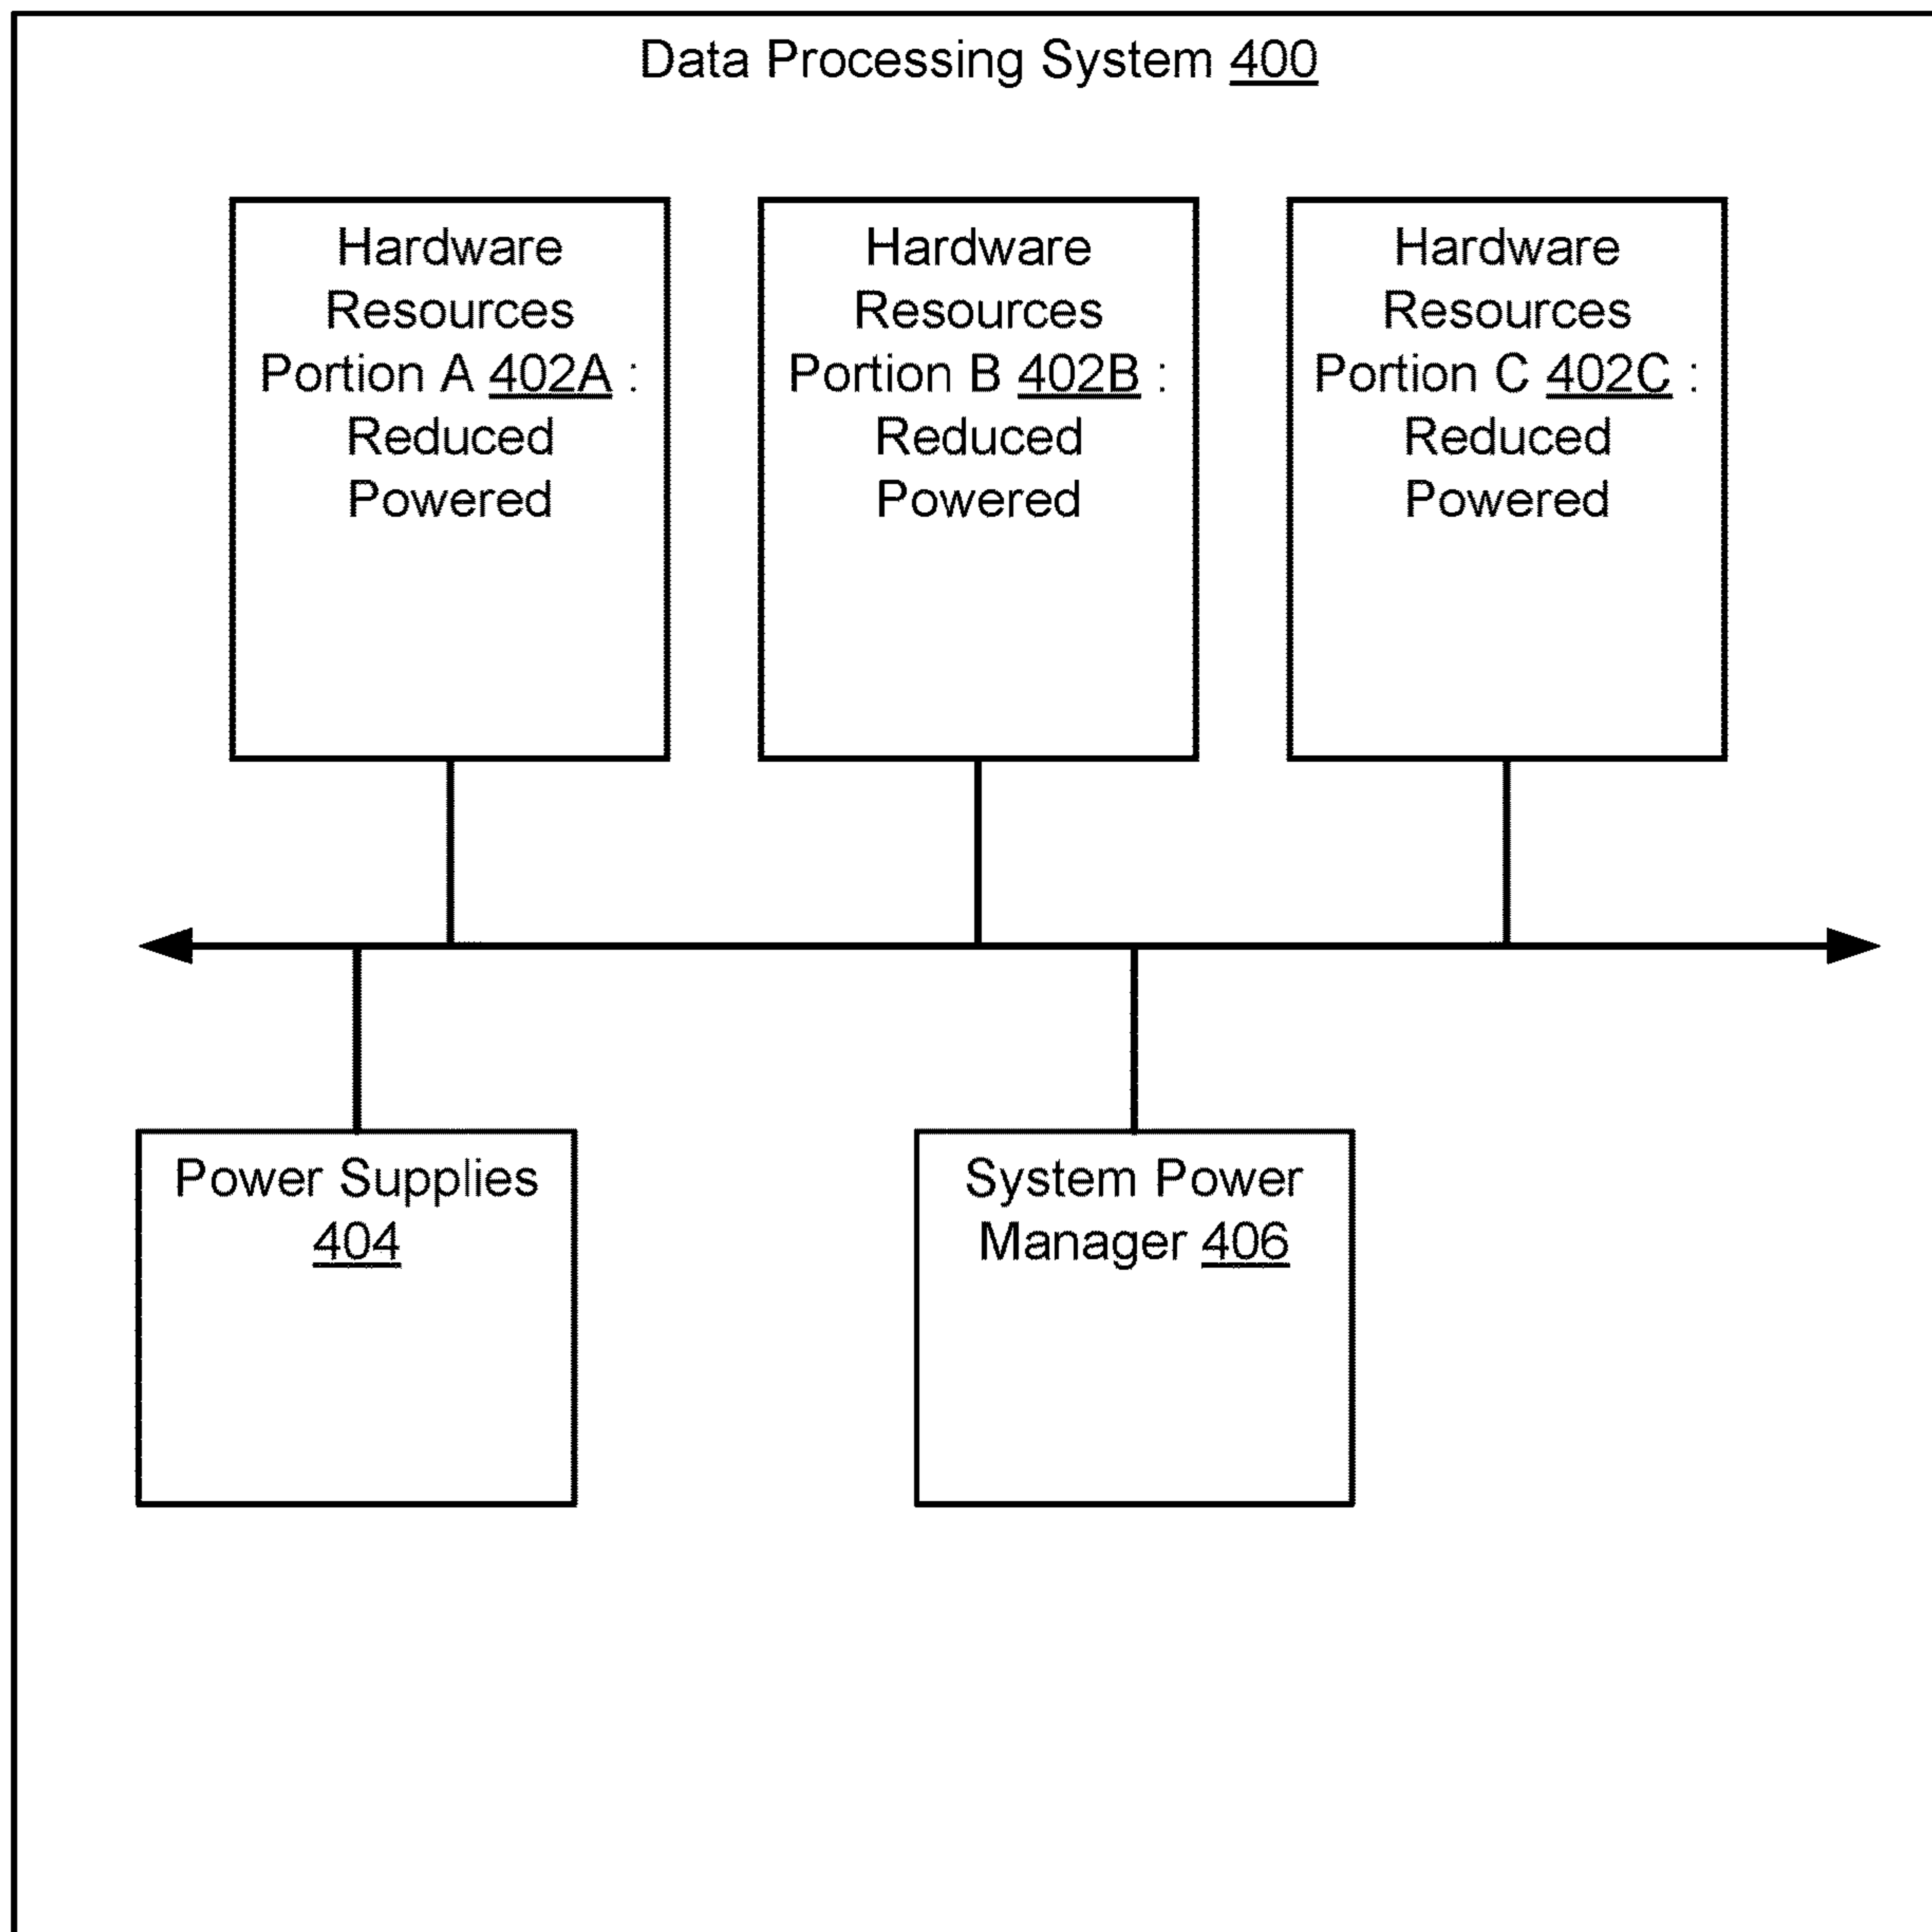 Data Processing System 400
Hardware
Resources
Portion A 402A :
Reduced
Powered
Hardware
Resources
Portion B 402B :
Reduced
Powered
Hardware
Resources
Portion C 402C :
Reduced
Powered
Power Supplies
404
System Power
Manager 406